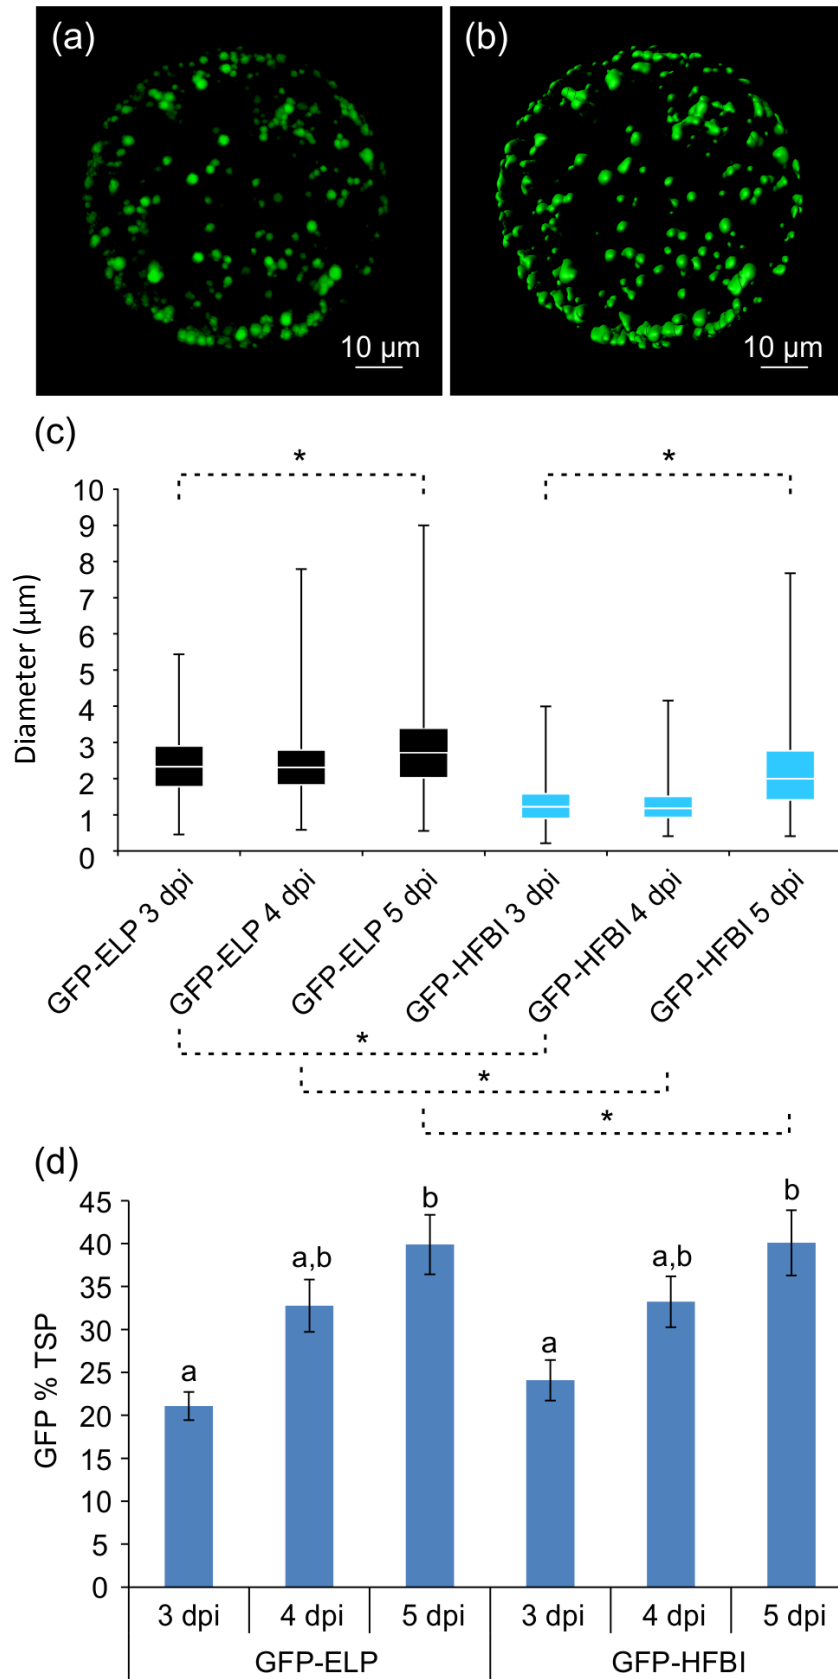 (a)
(b)
10 µm
10 µm
(c)
*
*
10
9
8
7
6
5
4
3
2
1
0
Diameter (µm)
GFP-ELP 3 dpi
GFP-ELP 4 dpi
GFP-ELP 5 dpi
GFP-HFBI 3 dpi
GFP-HFBI 4 dpi
GFP-HFBI 5 dpi
*
*
*
(d)
45
40
35
30
25
20
15
10
5
0
GFP % TSP
a
a,b
b
a
a,b
b
3 dpi
4 dpi
5 dpi
3 dpi
4 dpi
5 dpi
GFP-ELP
GFP-HFBI